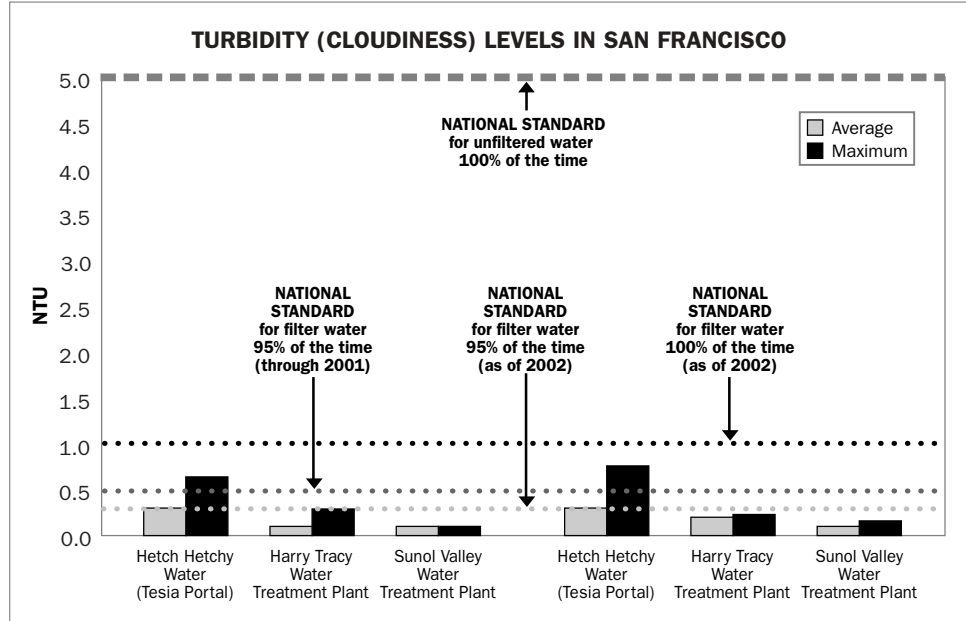 TURBIDITY (CLOUDINESS) LEVELS IN SAN FRANCISCO
NTU
5.0
4.5
4.0
3.5
3.0
2.5
2.0
1.5
1.0
0.5
0.0
NATIONAL STANDARD
for unfiltered water
100% of the time
Average
Maximum
NATIONAL
STANDARD
for filter water
95% of the time
(through 2001)
NATIONAL
STANDARD
for filter water
95% of the time
(as of 2002)
NATIONAL
STANDARD
for filter water
100% of the time
(as of 2002)
Hetch Hetchy
Water
(Tesia Portal)
Harry Tracy
Water
Treatment Plant
Sunol Valley
Water
Treatment Plant
Hetch Hetchy
Water
(Tesia Portal)
Harry Tracy
Water
Treatment Plant
Sunol Valley
Water
Treatment Plant